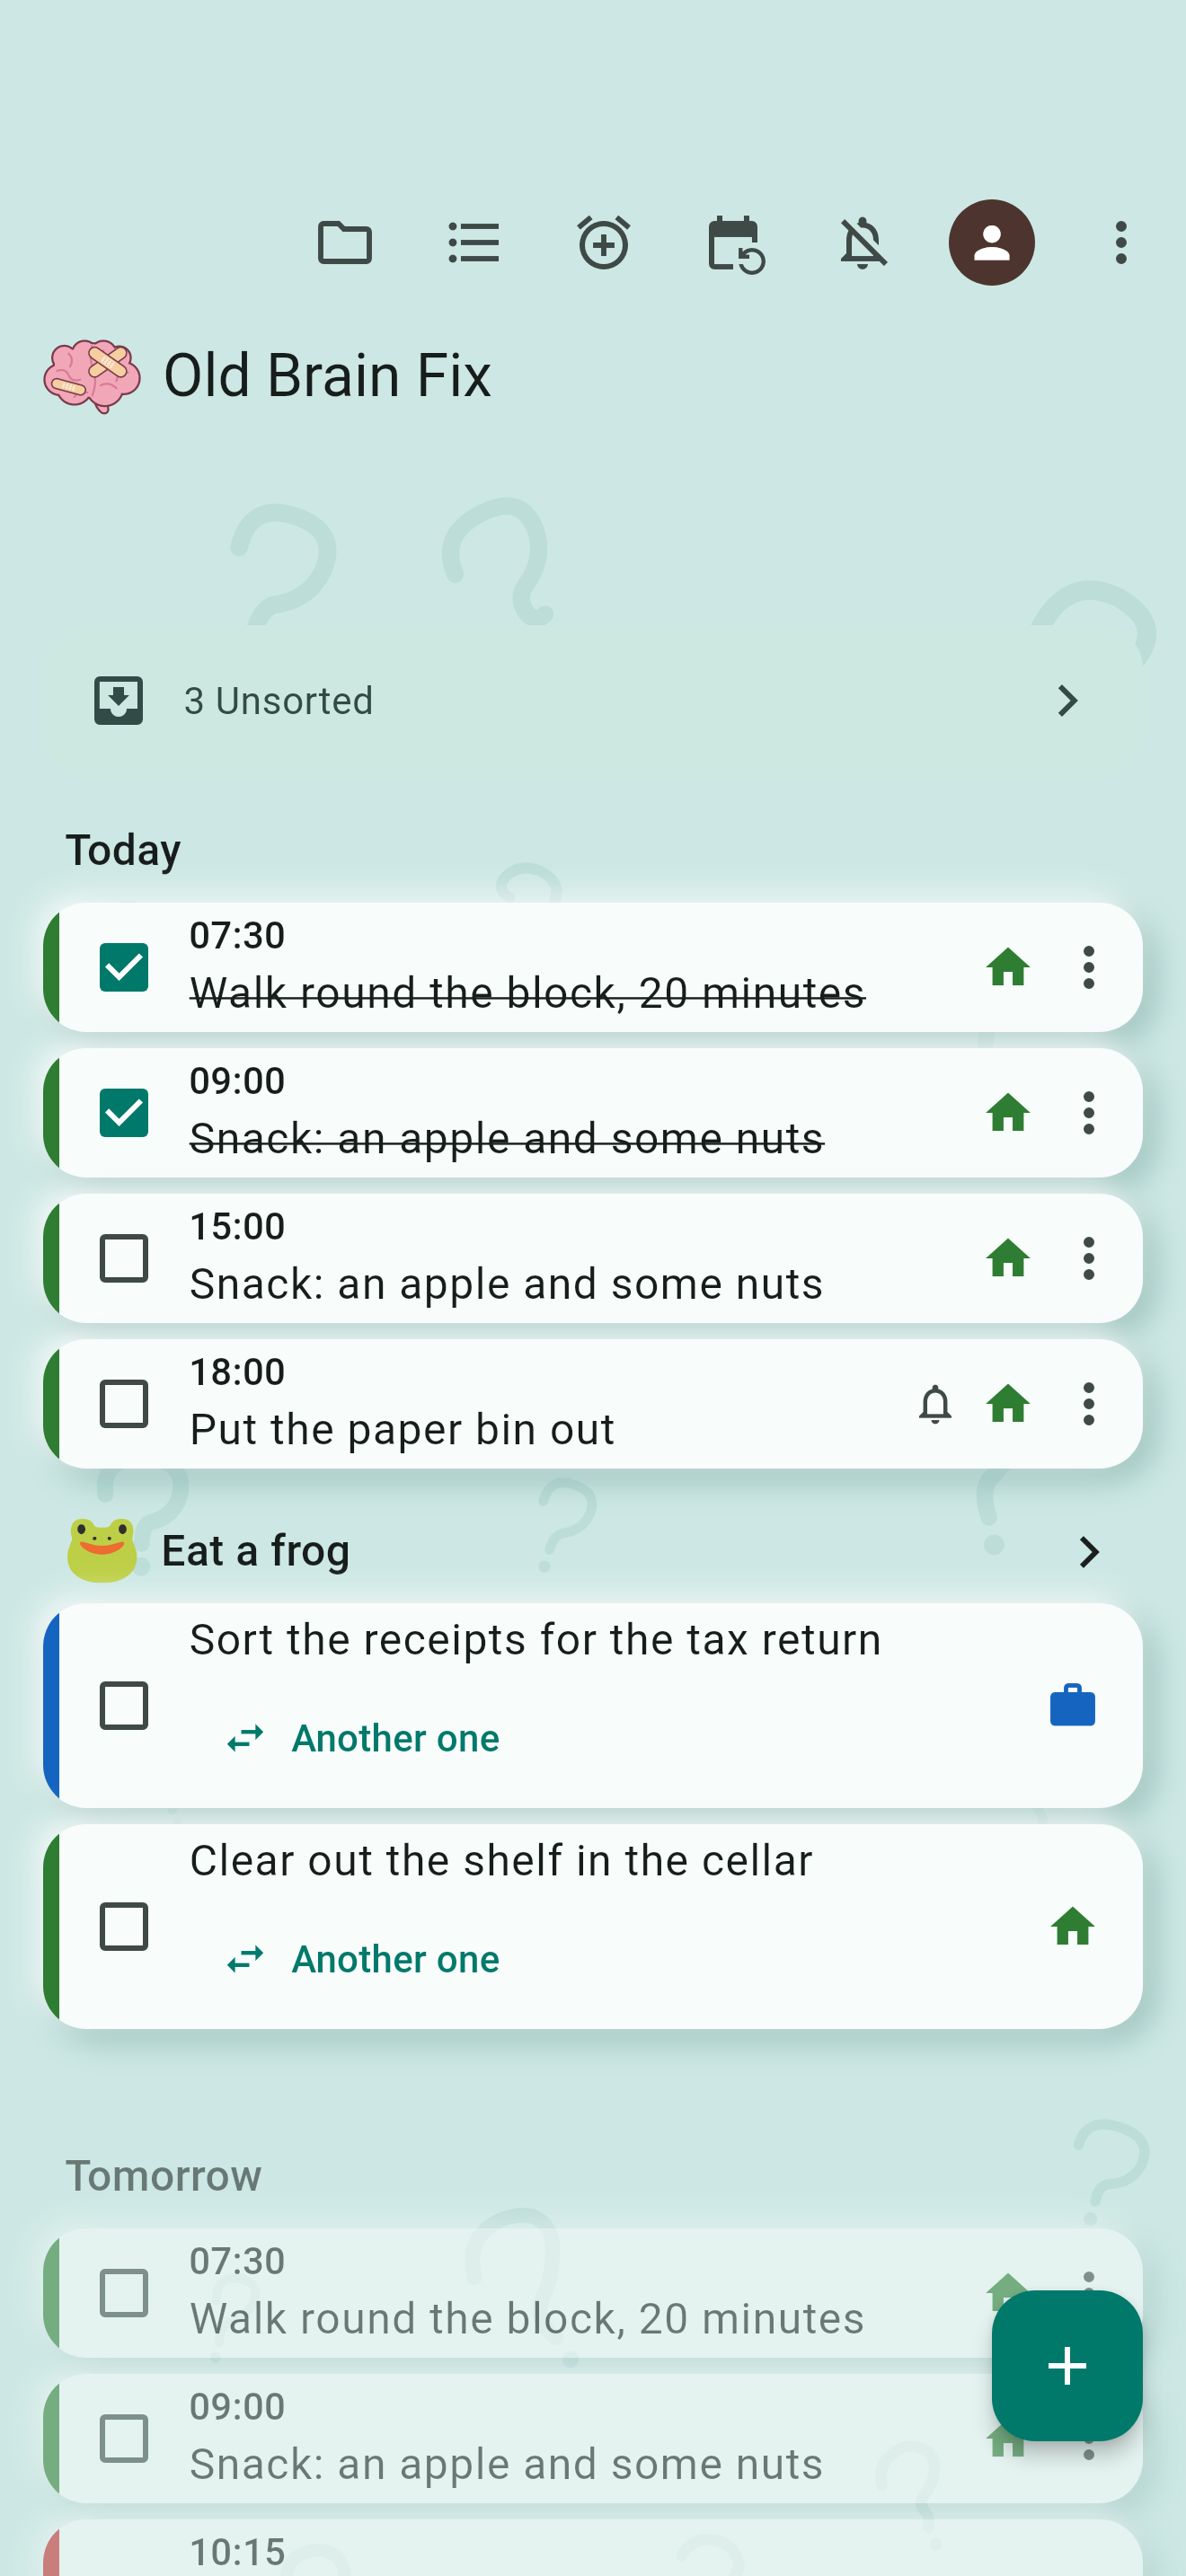 Old Brain Fix
3 Unsorted
Today
07:30
Walk round the block, 20 minutes
09:00
Snack: an apple and some nuts
15:00
Snack: an apple and some nuts
18:00
Put the paper bin out
Eat a frog
Sort the receipts for the tax return
Another one
Clear out the shelf in the cellar
Another one
Tomorrow
07:30
Walk round the block, 20 minutes
09:00
Snack: an apple and some nuts
10:15